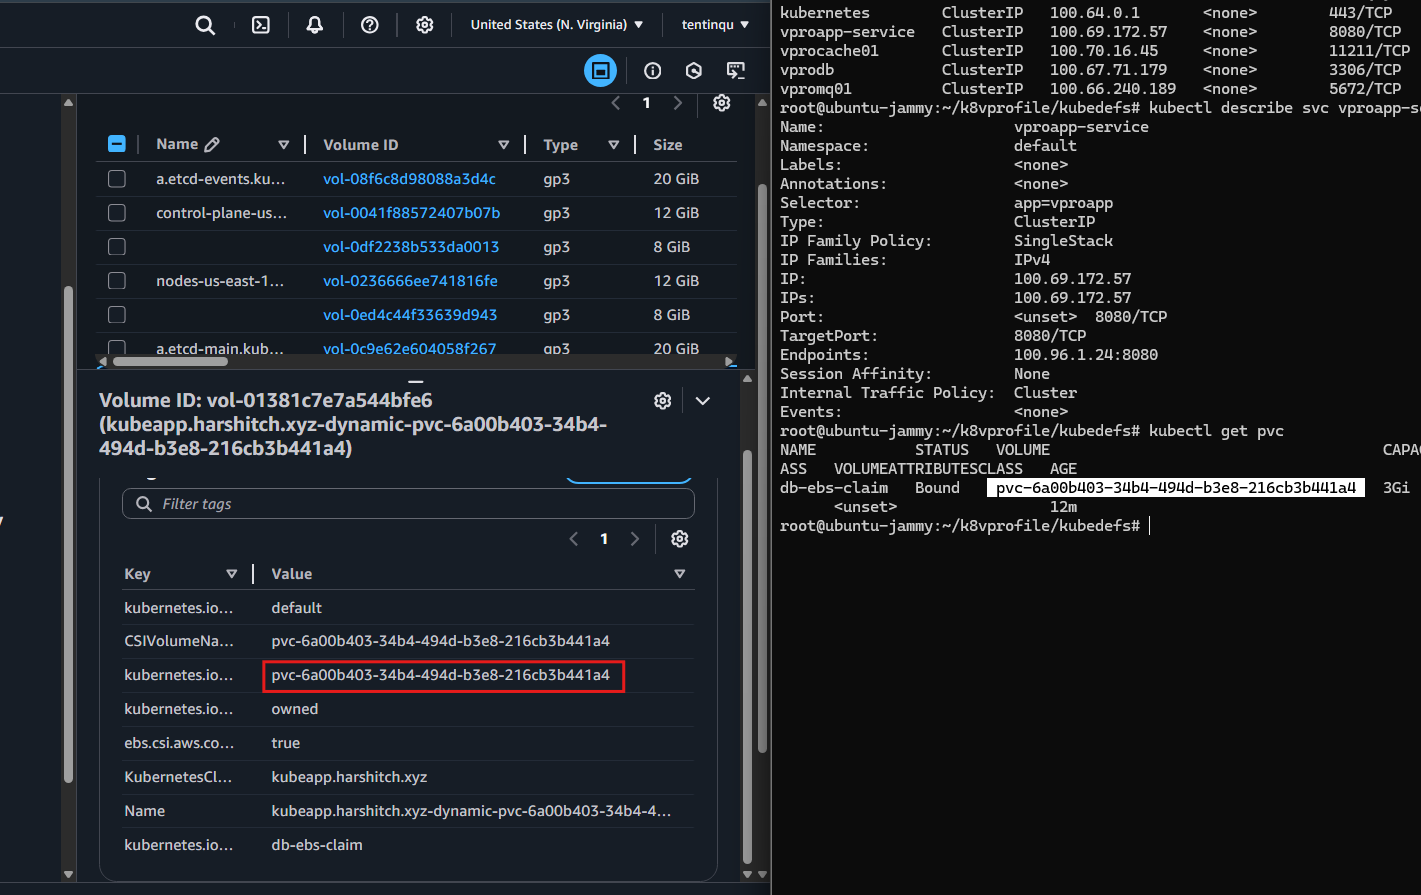 United States (N. Virginia) ▼
tentinqu ▼
1
Name
Volume ID
Type
Size
a.etcd-events.ku... vol-08f6c8d98088a3d4c gp3 20 GiB
control-plane-us... vol-0041f88572407b07b gp3 12 GiB
vol-0df2238b533da0013 gp3 8 GiB
nodes-us-east-1... vol-0236666ee741816fe gp3 12 GiB
vol-0ed4c44f33639d943 gp3 8 GiB
a.etcd-main.kub... vol-0c9e62e604058f267 gp3 20 GiB
Volume ID: vol-01381c7e7a544bfe6
(kubeapp.harshitch.xyz-dynamic-pvc-6a00b403-34b4-
494d-b3e8-216cb3b441a4)
Filter tags
1
Key Value
kubernetes.io... default
CSIVolumeNa... pvc-6a00b403-34b4-494d-b3e8-216cb3b441a4
kubernetes.io... pvc-6a00b403-34b4-494d-b3e8-216cb3b441a4
kubernetes.io... owned
ebs.csi.aws.co... true
KubernetesCl... kubeapp.harshitch.xyz
Name kubeapp.harshitch.xyz-dynamic-pvc-6a00b403-34b4-4...
kubernetes.io... db-ebs-claim
kubernetes ClusterIP 100.64.0.1 <none> 443/TCP
vproapp-service ClusterIP 100.69.172.57 <none> 8080/TCP
vprocache01 ClusterIP 100.70.16.45 <none> 11211/TCP
vprodb ClusterIP 100.67.71.179 <none> 3306/TCP
vpromq01 ClusterIP 100.66.240.189 <none> 5672/TCP
root@ubuntu-jammy:~/k8vprofile/kubedefs# kubectl describe svc vproapp-s
Name: vproapp-service
Namespace: default
Labels: <none>
Annotations: <none>
Selector: app=vproapp
Type: ClusterIP
IP Family Policy: SingleStack
IP Families: IPv4
IP: 100.69.172.57
IPs: 100.69.172.57
Port: <unset> 8080/TCP
TargetPort: 8080/TCP
Endpoints: 100.96.1.24:8080
Session Affinity: None
Internal Traffic Policy: Cluster
Events: <none>
root@ubuntu-jammy:~/k8vprofile/kubedefs# kubectl get pvc
NAME STATUS VOLUME CAPAC
ASS VOLUMEATTRIBUTESCLASS AGE
db-ebs-claim Bound pvc-6a00b403-34b4-494d-b3e8-216cb3b441a4 3Gi
<unset> 12m
root@ubuntu-jammy:~/k8vprofile/kubedefs#